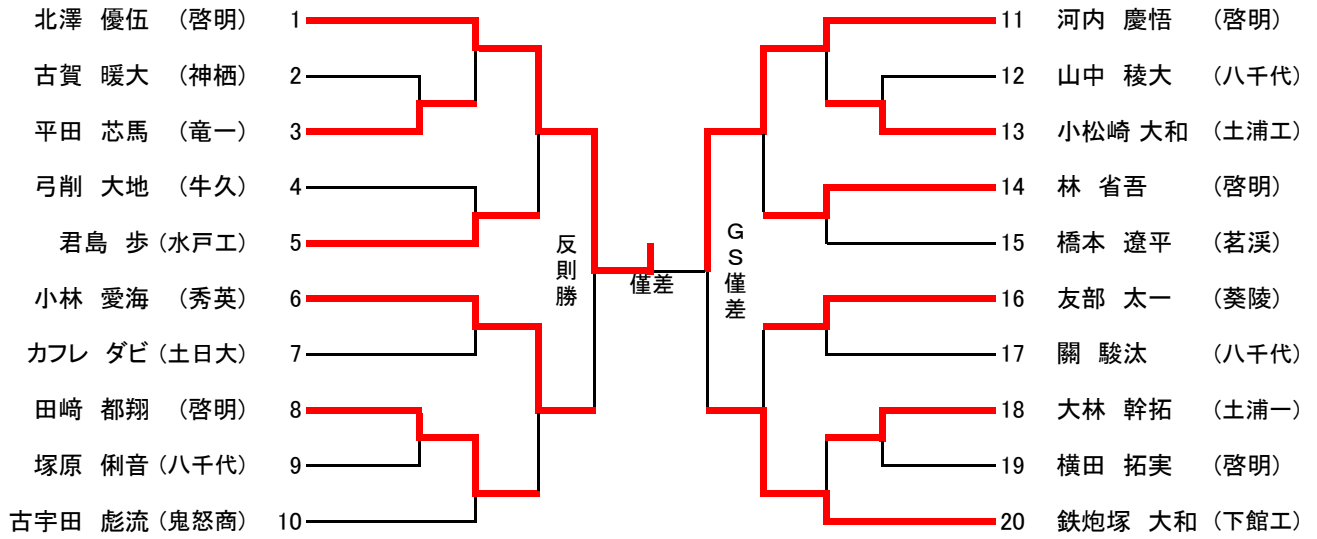 北澤 優伍 (啓明) 1
古賀 暖大 (神栖) 2
平田 芯馬 (竜一) 3
弓削 大地 (牛久) 4
君島 歩 (水戸工) 5
小林 愛海 (秀英) 6
カフレ ダビ (土日大) 7
田﨑 都翔 (啓明) 8
塚原 俐音 (八千代) 9
古宇田 彪流 (鬼怒商) 10
反則勝
僅差
GS僅差
11 河内 慶悟 (啓明)
12 山中 稜大 (八千代)
13 小松崎 大和 (土浦工)
14 林 省吾 (啓明)
15 橋本 遼平 (茗溪)
16 友部 太一 (葵陵)
17 關 駿汰 (八千代)
18 大林 幹拓 (土浦一)
19 横田 拓実 (啓明)
20 鉄炮塚 大和 (下館工)